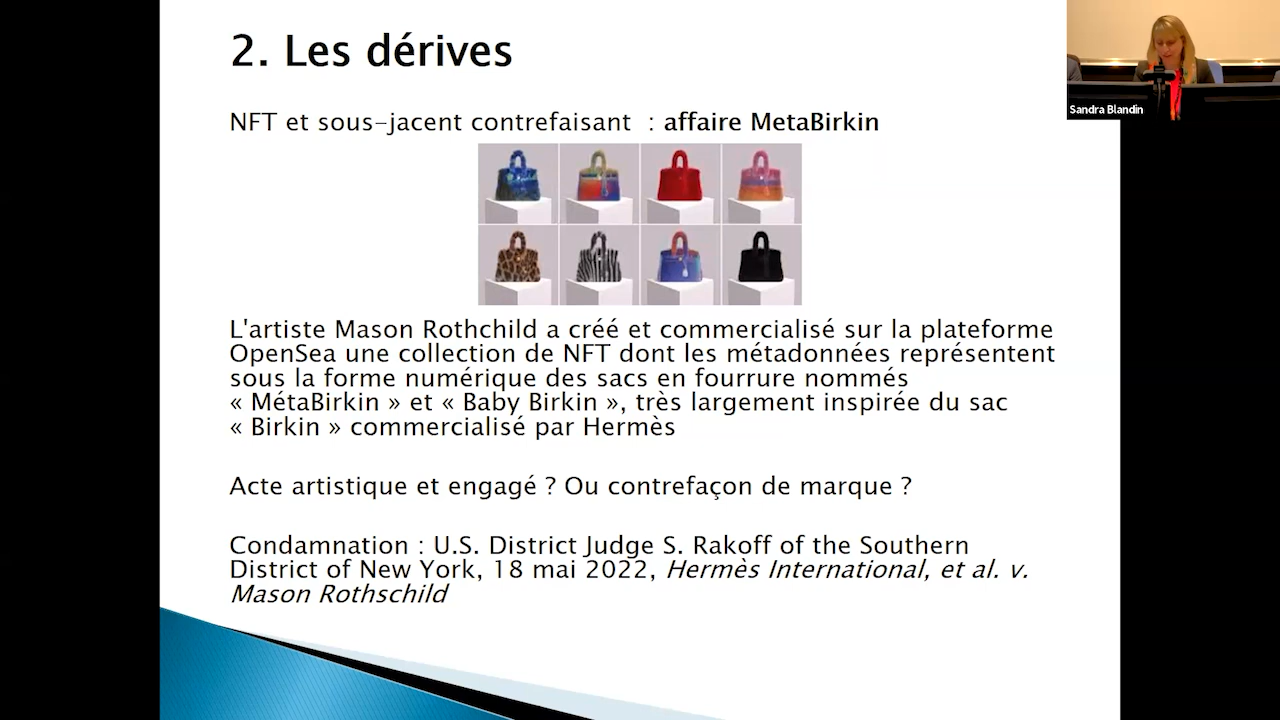 2. Les dérives
NFT et sous-jacent contrefaisant : affaire MetaBirkin
L'artiste Mason Rothchild a créé et commercialisé sur la plateforme
OpenSea une collection de NFT dont les métadonnées représentent
sous la forme numérique des sacs en fourrure nommés
« MétaBirkin » et « Baby Birkin », très largement inspirée du sac
« Birkin » commercialisé par Hermès
Acte artistique et engagé ? Ou contrefaçon de marque ?
Condamnation : U.S. District Judge S. Rakoff of the Southern
District of New York, 18 mai 2022, Hermès International, et al. v.
Mason Rothschild
Sandra Blandin